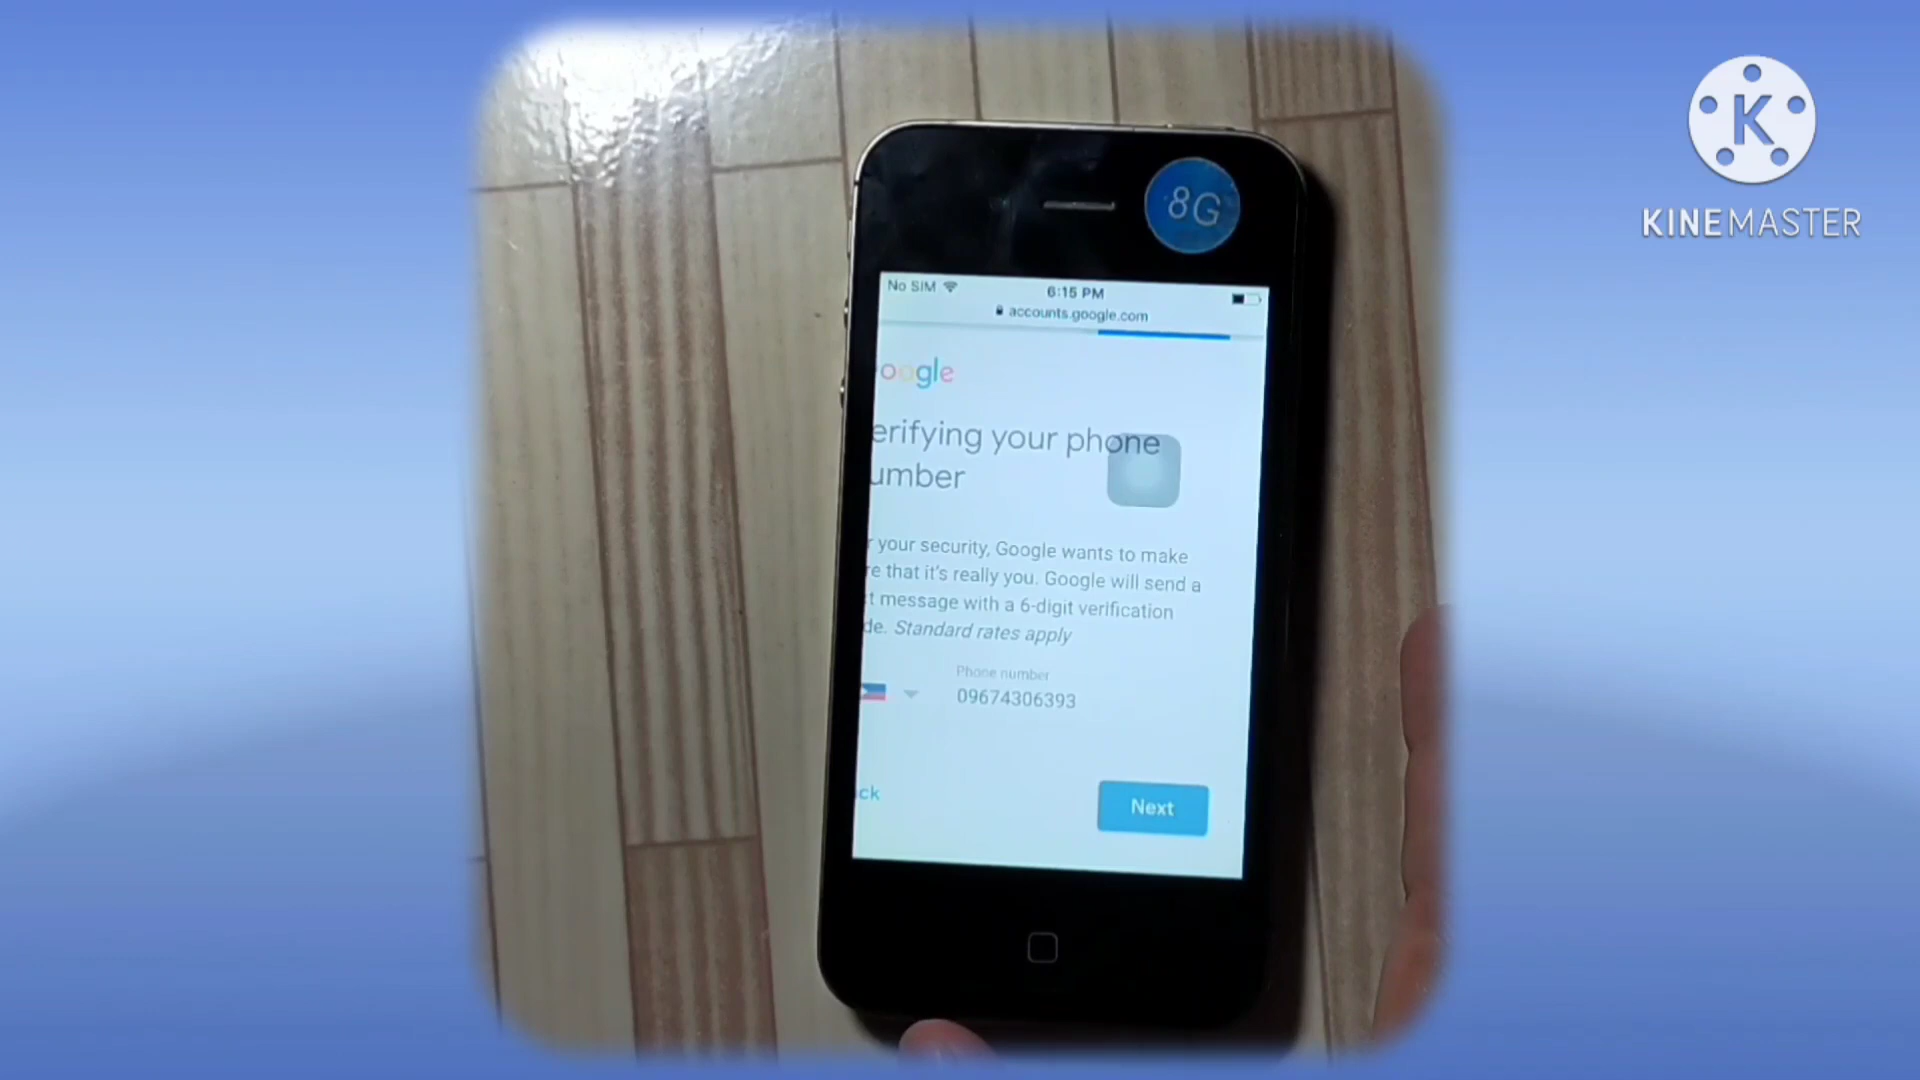 K
KINEMASTER
8G
No SIM 6:15 PM
accounts.google.com
oogle
erifying your phone
umber
r your security, Google wants to make
re that it's really you. Google will send a
t message with a 6-digit verification
de. Standard rates apply
Phone number
09674306393
ck
Next